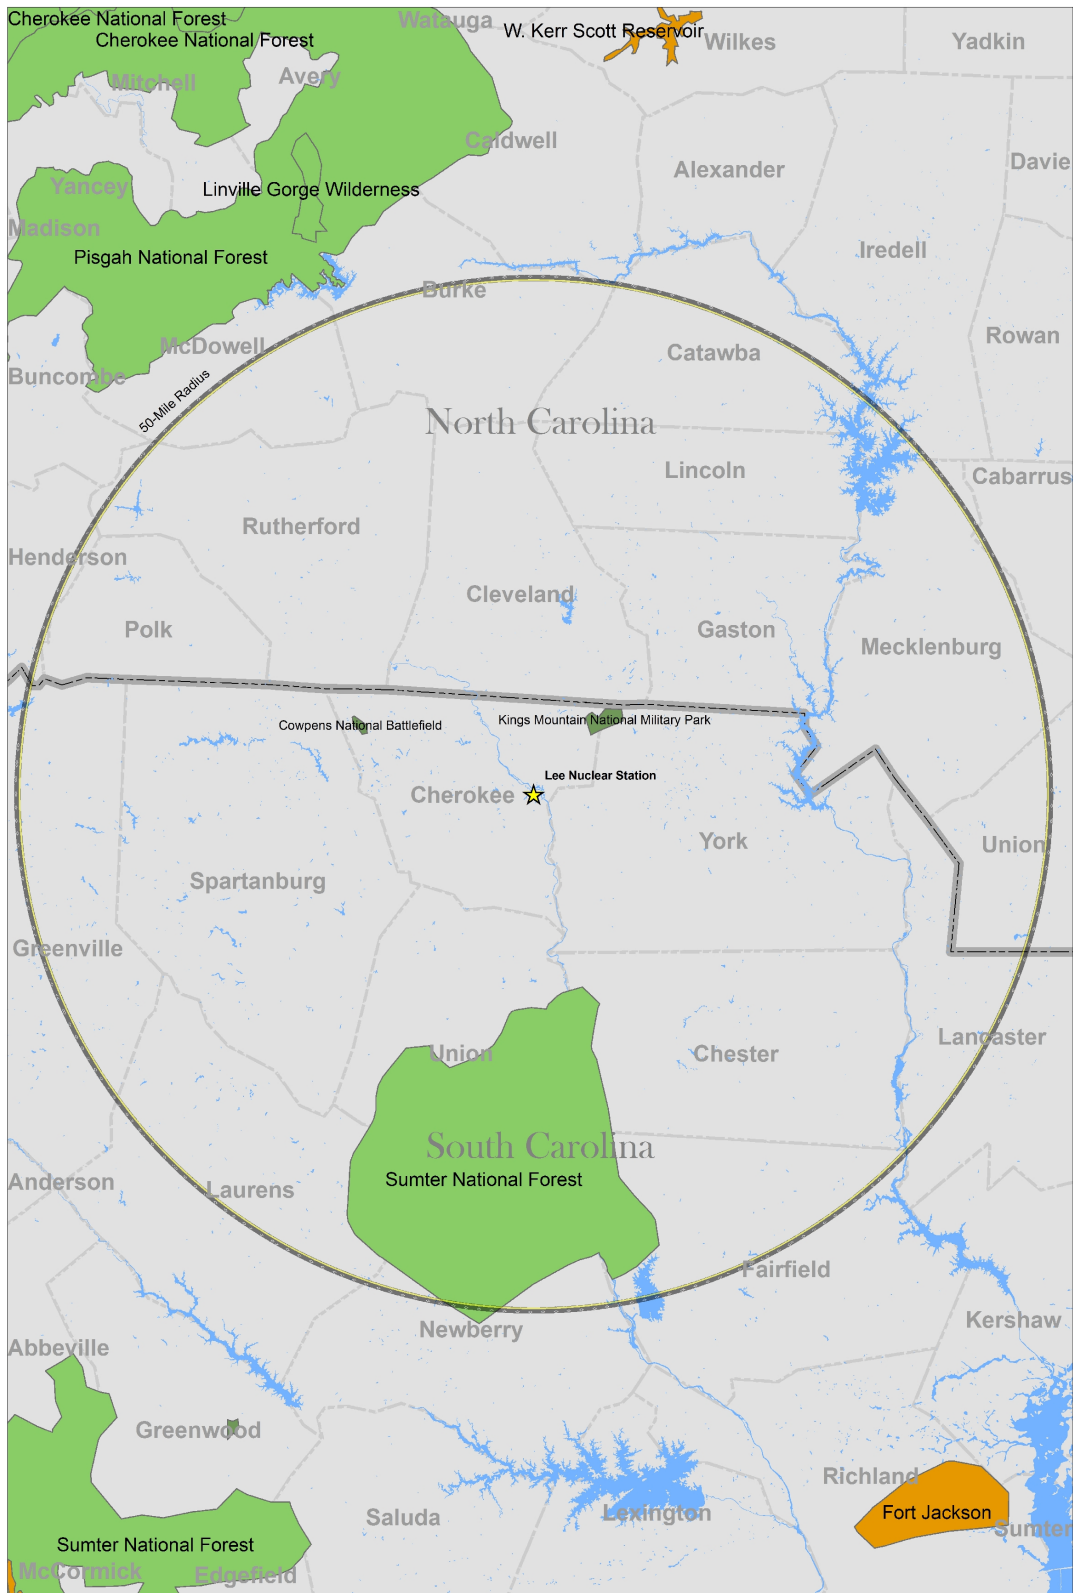 Cherokee National Forest
Watauga
W. Kerr Scott Reservoir
Wilkes
Yadkin
Cherokee National Forest
Mitchell
Avery
Caldwell
Alexander
Davie
Yancey
Linville Gorge Wilderness
Madison
Pisgah National Forest
Iredell
Burke
McDowell
Catawba
Rowan
Buncombe
50-Mile Radius
North Carolina
Lincoln
Cabarrus
Rutherford
Henderson
Cleveland
Polk
Gaston
Mecklenburg
Cowpens National Battlefield
Kings Mountain National Military Park
Lee Nuclear Station
Cherokee
York
Union
Spartanburg
Greenville
Union
Chester
Lancaster
South Carolina
Sumter National Forest
Anderson
Laurens
Fairfield
Newberry
Kershaw
Abbeville
Greenwood
Richland
Saluda
Lexington
Fort Jackson
Sumter
Sumter National Forest
McCormick
Edgefield